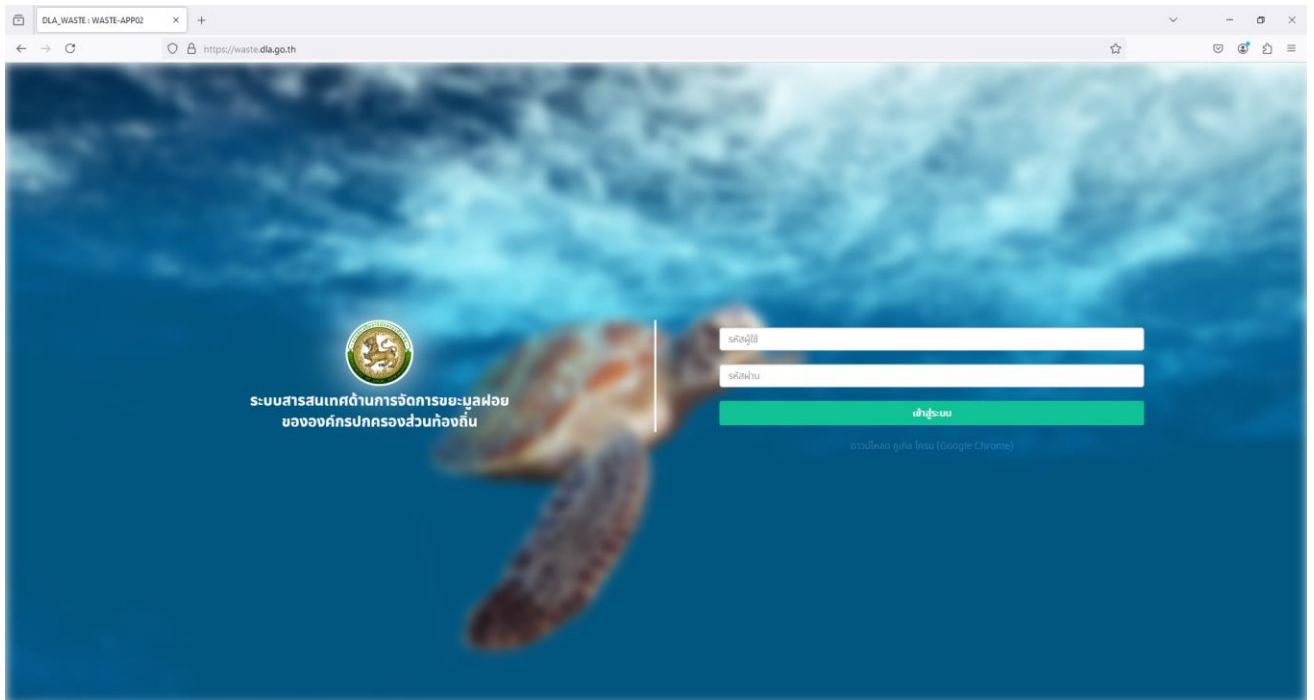 DLA_WASTE : WASTE-APP02
https://waste.dla.go.th
ระบบสารสนเทศด้านการจัดการขยะมูลฝอย
ขององค์กรปกครองส่วนท้องถิ่น
รหัสผู้ใช้
รหัสผ่าน
เข้าสู่ระบบ
ดาวน์โหลด กูเกิล โครม (Google Chrome)